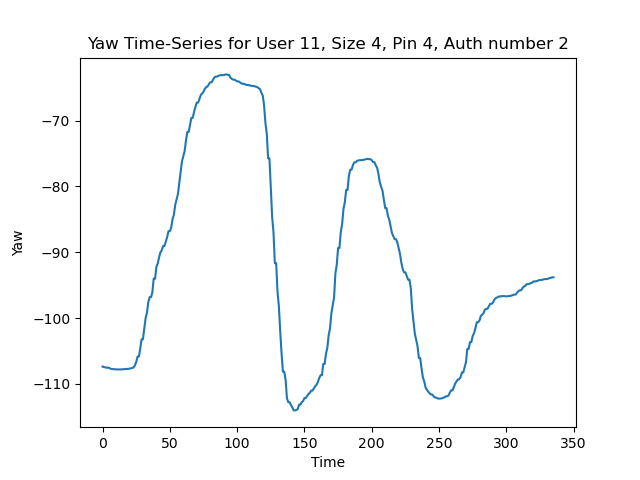 Yaw Time-Series for User 11, Size 4, Pin 4, Auth number 2
Yaw
−70
−80
−90
−100
−110
0 50 100 150 200 250 300 350
Time